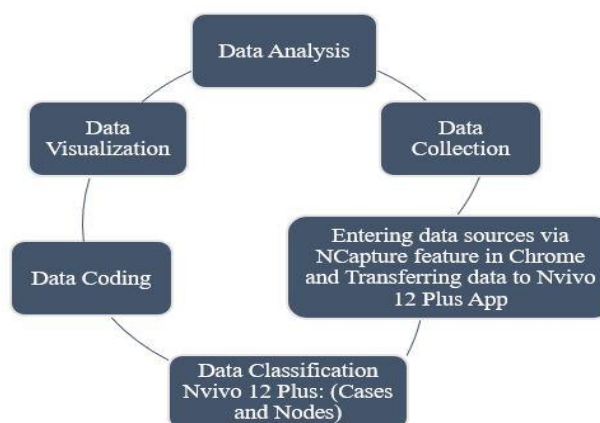 Data Analysis
Data
Collection
Entering data sources via
NCapture feature in Chrome
and Transferring data to Nvivo
12 Plus App
Data Classification
Nvivo 12 Plus: (Cases
and Nodes)
Data Coding
Data
Visualization